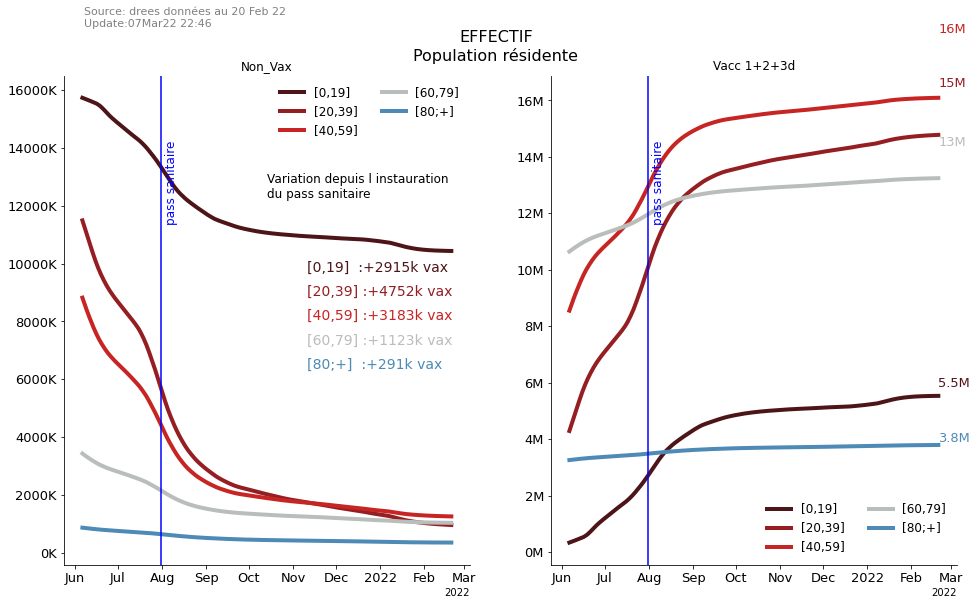 Source: drees données au 20 Feb 22
Update:07Mar22 22:46
EFFECTIF
Population résidente
Non_Vax
16000K
14000K
12000K
10000K
8000K
6000K
4000K
2000K
0K
[0,19]
[20,39]
[40,59]
[60,79]
[80;+]
pass sanitaire
Variation depuis l instauration
du pass sanitaire
[0,19] :+2915k vax
[20,39] :+4752k vax
[40,59] :+3183k vax
[60,79] :+1123k vax
[80;+] :+291k vax
Jun Jul Aug Sep Oct Nov Dec 2022 Feb Mar
2022
Vacc 1+2+3d
16M
14M
12M
10M
8M
6M
4M
2M
0M
pass sanitaire
16M
15M
13M
5.5M
3.8M
[0,19]
[20,39]
[40,59]
[60,79]
[80;+]
Jun Jul Aug Sep Oct Nov Dec 2022 Feb Mar
2022